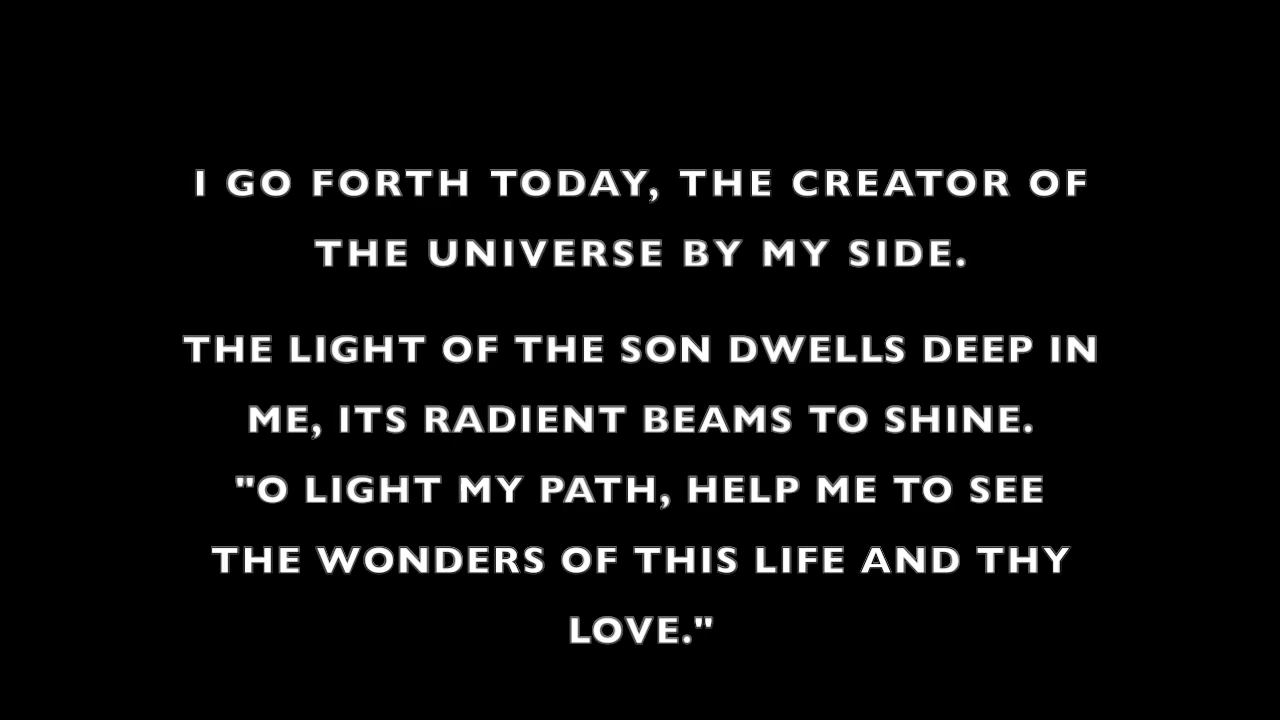 I GO FORTH TODAY, THE CREATOR OF
THE UNIVERSE BY MY SIDE.
THE LIGHT OF THE SON DWELLS DEEP IN
ME, ITS RADIENT BEAMS TO SHINE.
"O LIGHT MY PATH, HELP ME TO SEE
THE WONDERS OF THIS LIFE AND THY
LOVE."